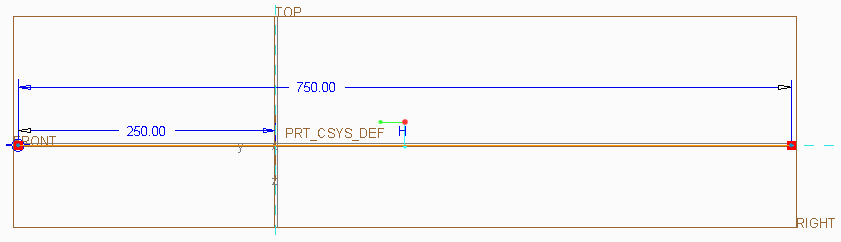 TOP
750.00
250.00
PRT_CSYS_DEF
H
FRONT
y
z
RIGHT